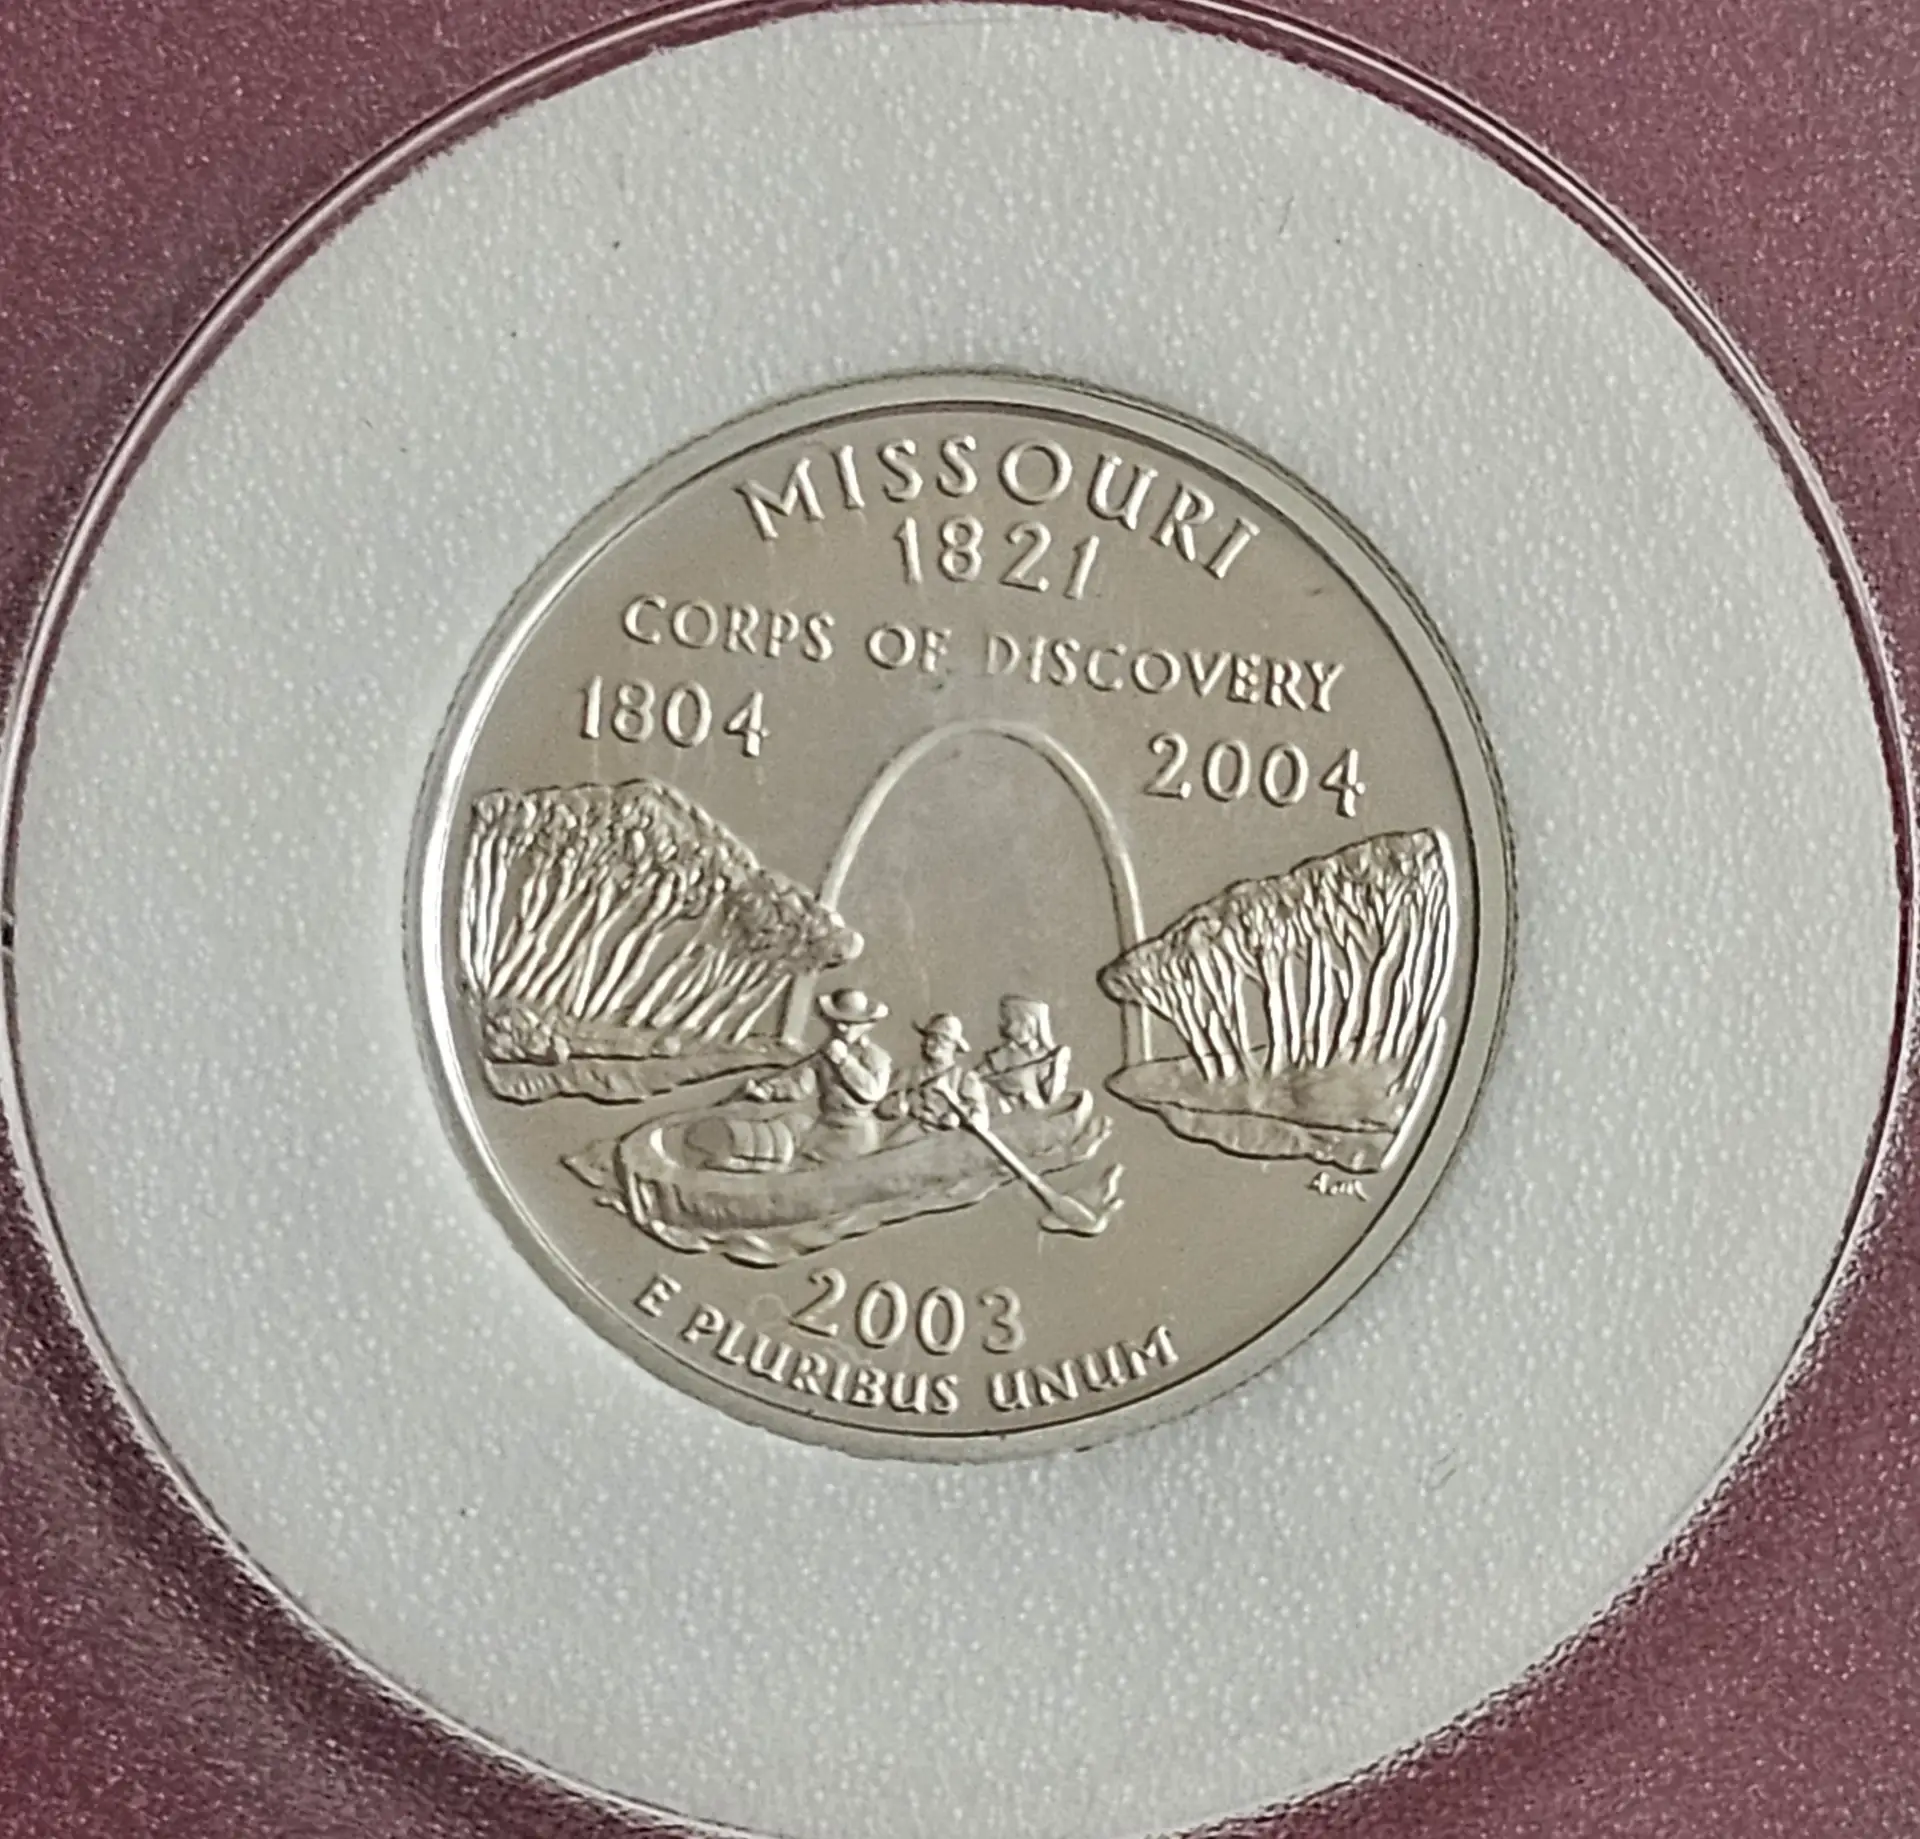 MISSOURI
1821
CORPS OF DISCOVERY
1804
2004
2003
E PLURIBUS UNUM